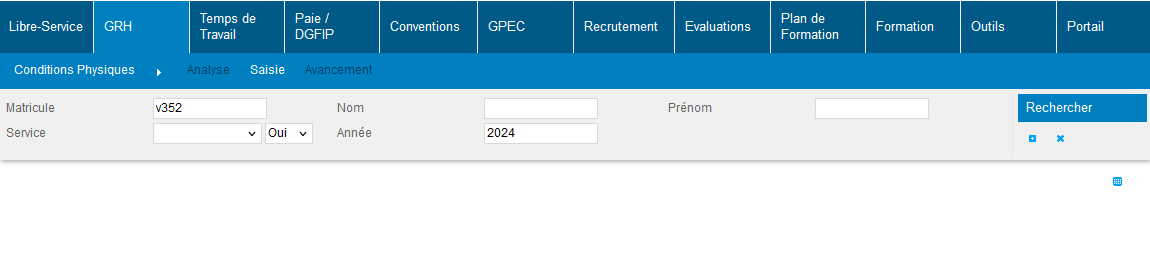 Libre-Service GRH Temps de Travail Paie / DGFIP Conventions GPEC Recrutement Evaluations Plan de Formation Formation Outils Portail
Conditions Physiques Analyse Saisie Avancement
Matricule v352 Nom Prénom Rechercher
Service Oui Année 2024